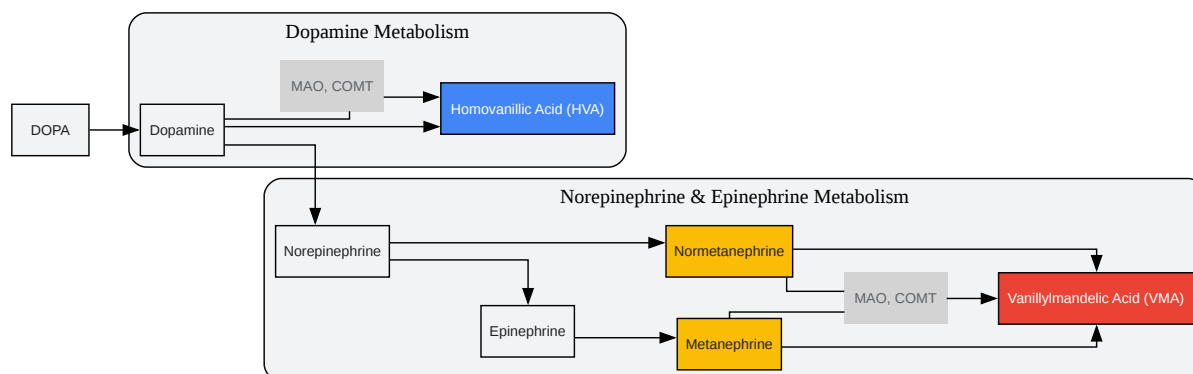 Dopamine Metabolism
MAO, COMT
Homovanillic Acid (HVA)
DOPA
Dopamine
Norepinephrine & Epinephrine Metabolism
Norepinephrine
Normetanephrine
MAO, COMT
Vanillylmandelic Acid (VMA)
Epinephrine
Metanephrine